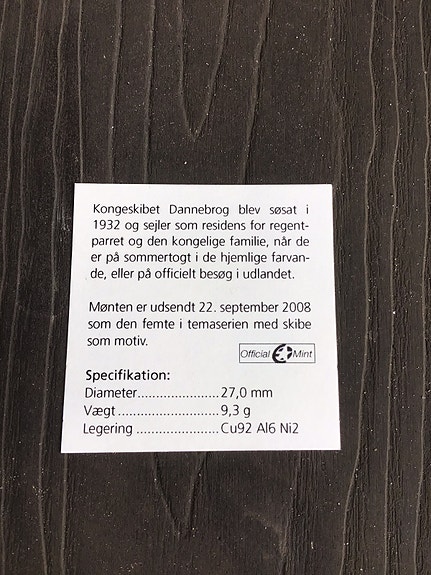 Kongeskibet Dannebrog blev søsat i
1932 og sejler som residens for regent-
parret og den kongelige familie, når de
er på sommertogt i de hjemlige farvan-
de, eller på officielt besøg i udlandet.
Mønten er udsendt 22. september 2008
som den femte i temaserien med skibe
som motiv.
Official Mint
Specifikation:
Diameter....................27,0 mm
Vægt.........................9,3 g
Legering ....................Cu92 Al6 Ni2